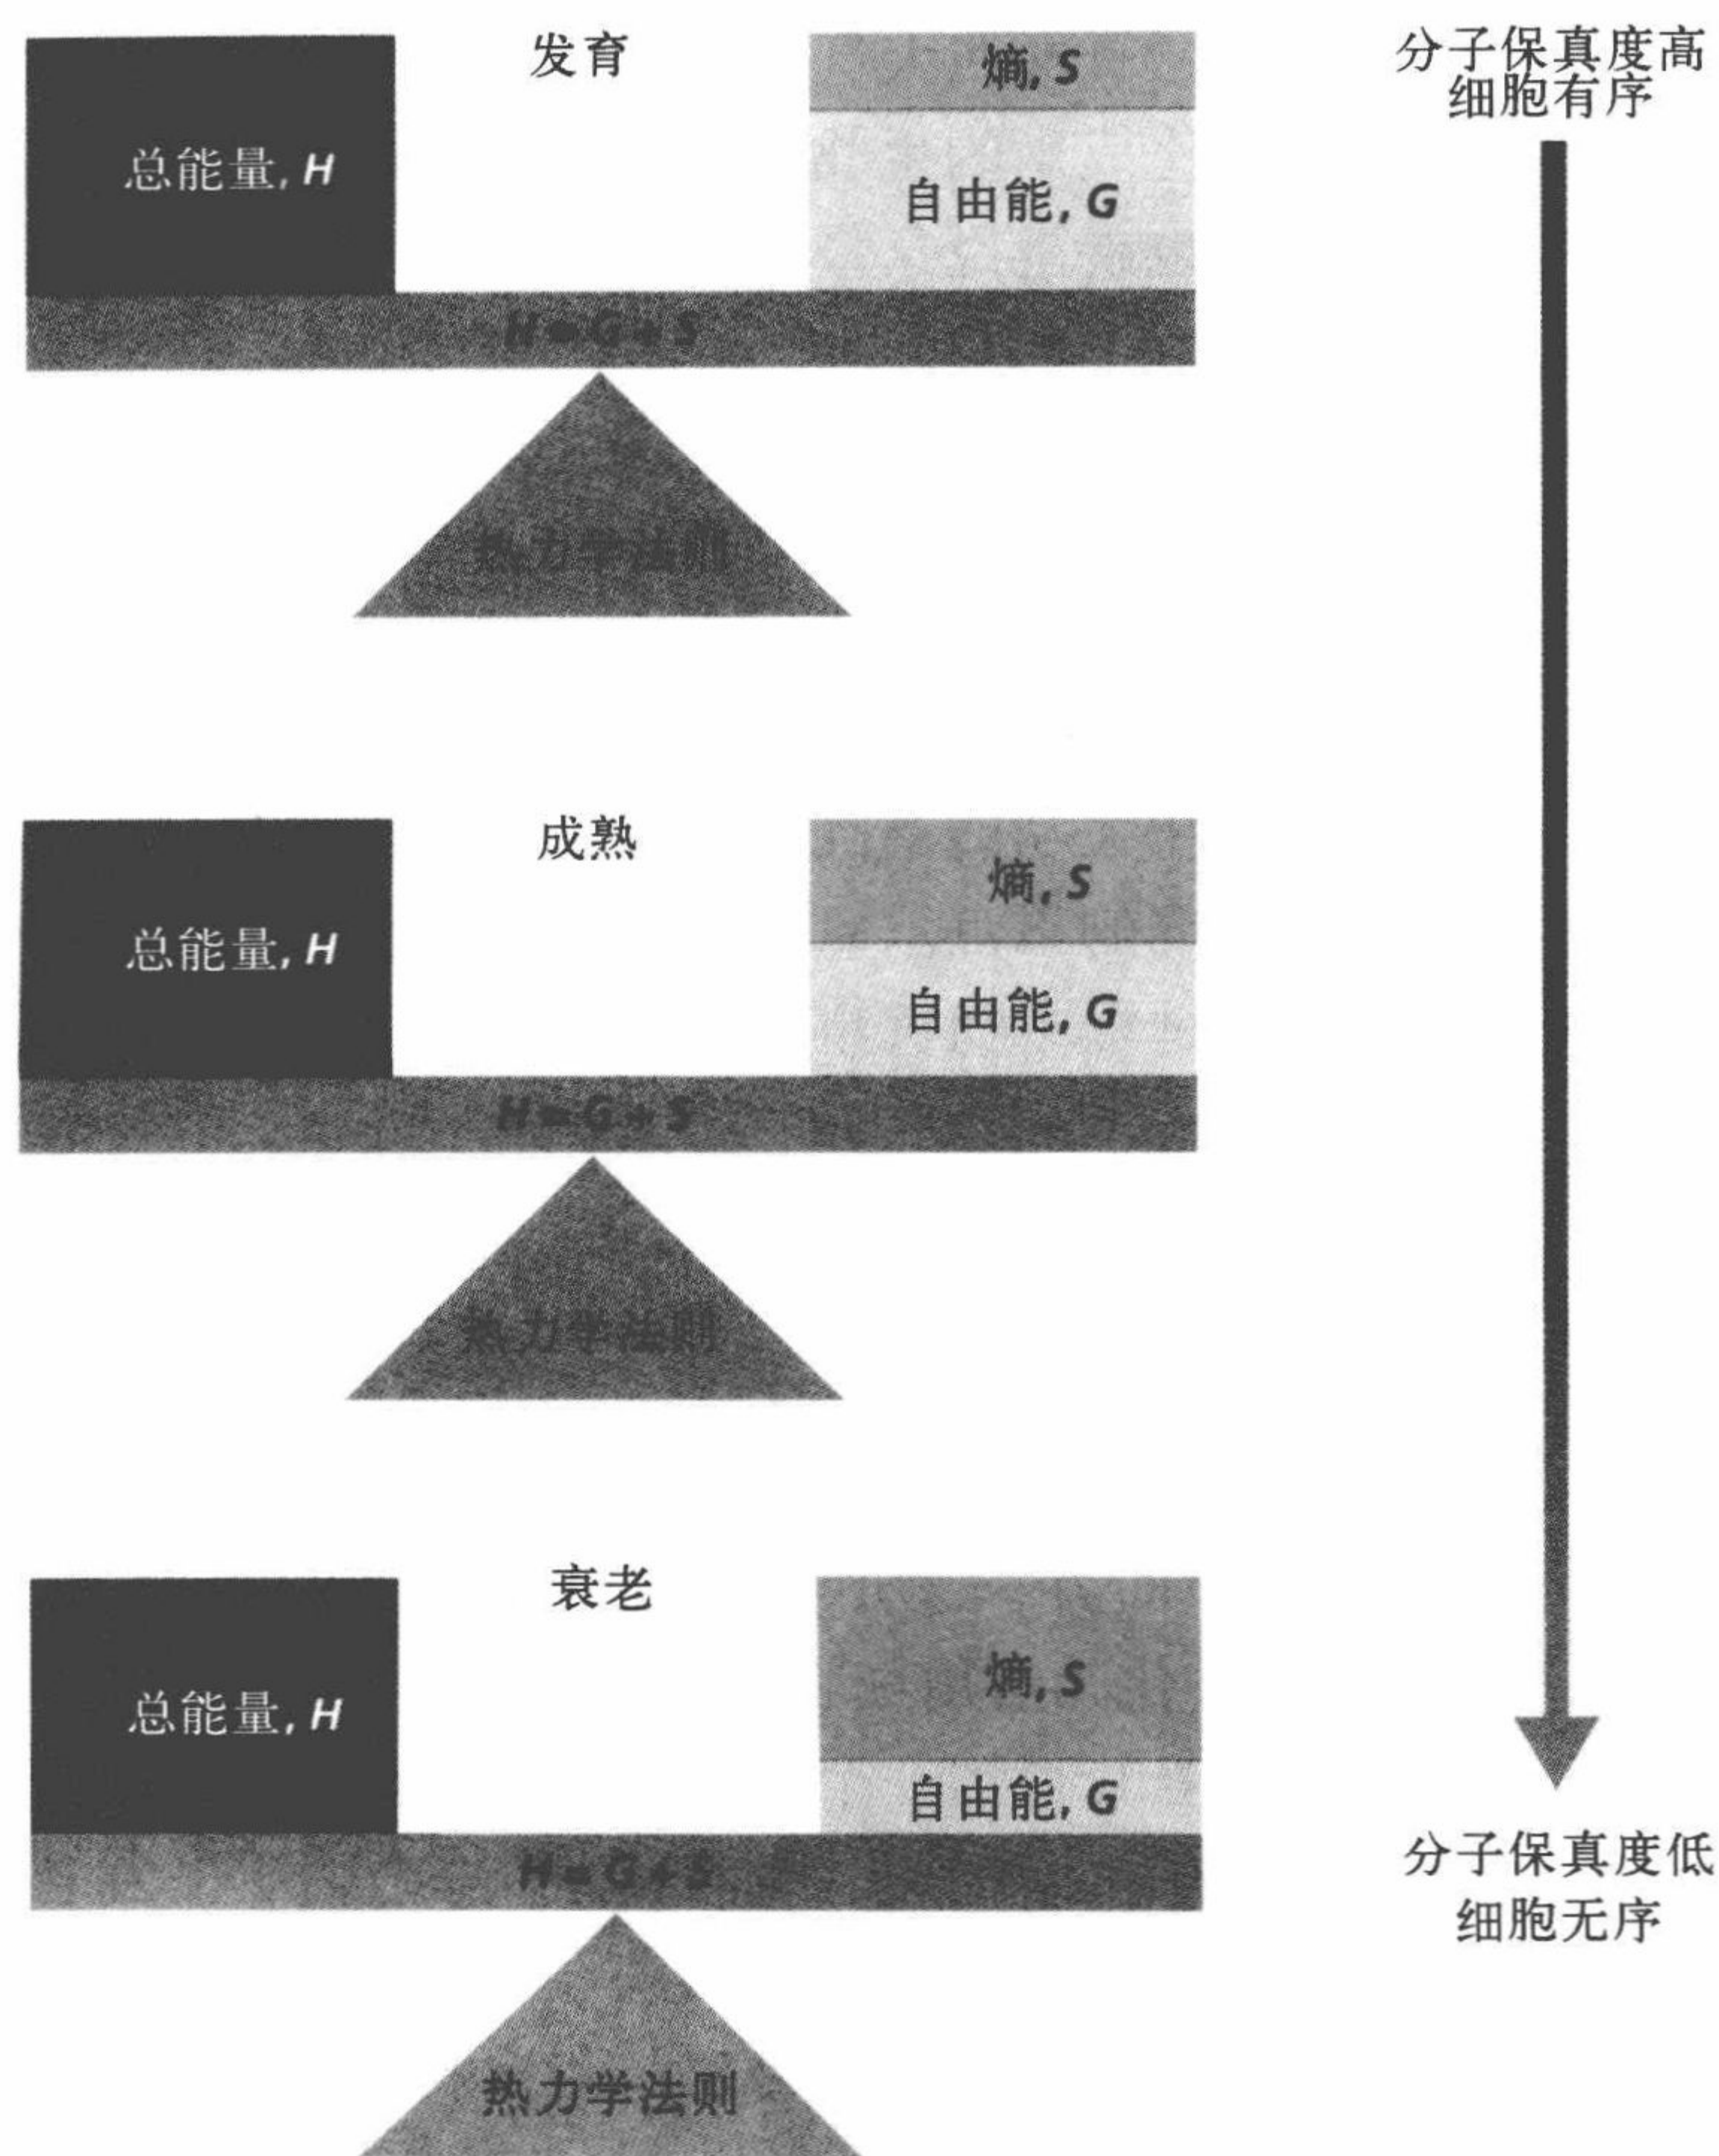 发育
总能量, H
熵, S
自由能, G
H=G+S
热力学法则
分子保真度高
细胞有序
成熟
总能量, H
熵, S
自由能, G
H=G+S
热力学法则
衰老
总能量, H
熵, S
自由能, G
H=G+S
热力学法则
分子保真度低
细胞无序